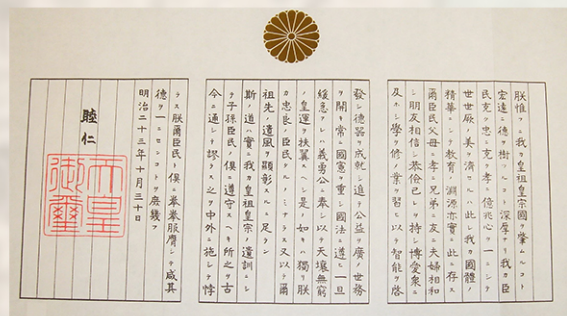 朕惟フニ我カ皇祖皇宗國ヲ肇ムルコト
宏遠ニ德ヲ樹ツルコト深厚ナリ我カ臣
民克ク忠ニ克ク孝ニ億兆心ヲ一ニシテ
世世厥ノ美ヲ濟セルハ此レ我カ國體ノ
精華ニシテ敎育ノ淵源亦實ニ此ニ存ス
爾臣民父母ニ孝ニ兄弟ニ友ニ夫婦相和
シ朋友相信シ恭儉己レヲ持シ博愛衆ニ
及ホシ學ヲ修メ業ヲ習ヒ以テ智能ヲ啓
發シ德器ヲ成就シ進テ公益ヲ廣メ世務
ヲ開キ常ニ國憲ヲ重シ國法ニ遵ヒ一旦
緩急アレハ義勇公ニ奉シ以テ天壤無窮
ノ皇運ヲ扶翼スヘシ是ノ如キハ獨リ朕
カ忠良ノ臣民タルノミナラス又以テ爾
祖先ノ遺風ヲ顯彰スルニ足ラン
斯ノ道ハ實ニ我カ皇祖皇宗ノ遺訓ニシ
テ子孫臣民ノ俱ニ遵守スヘキ所之ヲ古
今ニ通シテ謬ラス之ヲ中外ニ施シテ悖
ラス朕爾臣民ト俱ニ拳拳服膺シテ咸其
德ヲ一ニセンコトヲ庶幾フ
明治二十三年十月三十日
睦仁
天皇
御璽